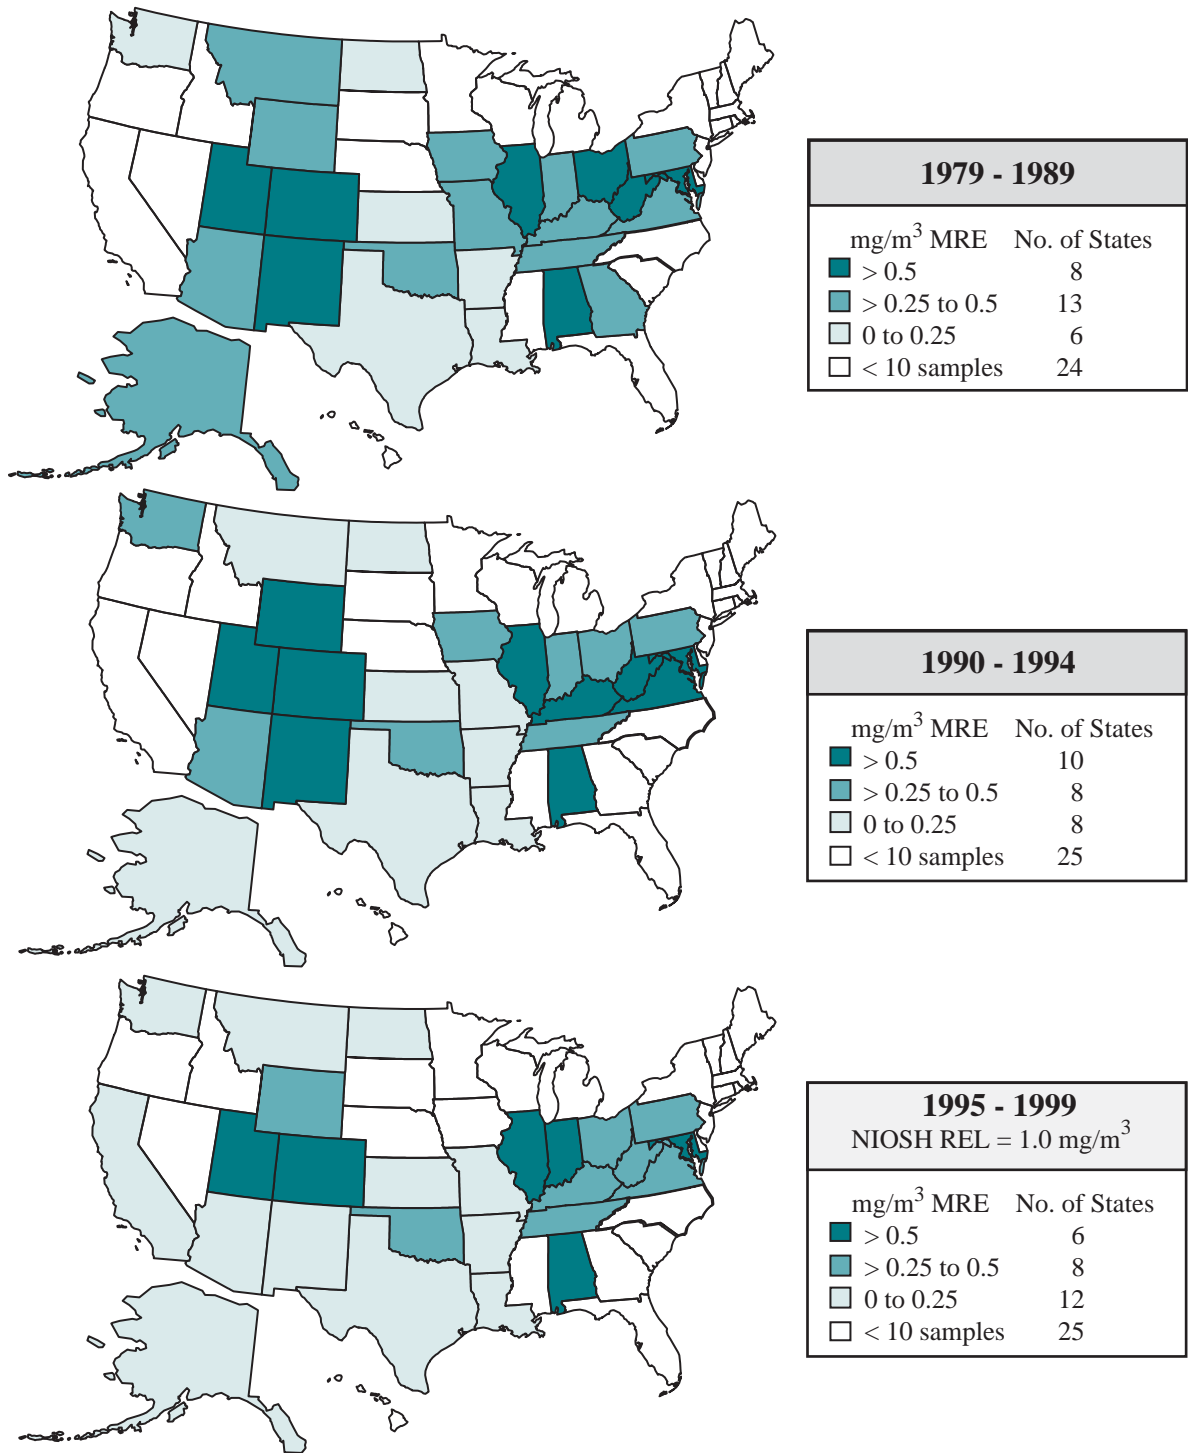 1979 - 1989
mg/m³ MRE No. of States
> 0.5 8
> 0.25 to 0.5 13
0 to 0.25 6
< 10 samples 24
1990 - 1994
mg/m³ MRE No. of States
> 0.5 10
> 0.25 to 0.5 8
0 to 0.25 8
< 10 samples 25
1995 - 1999
NIOSH REL = 1.0 mg/m³
mg/m³ MRE No. of States
> 0.5 6
> 0.25 to 0.5 8
0 to 0.25 12
< 10 samples 25